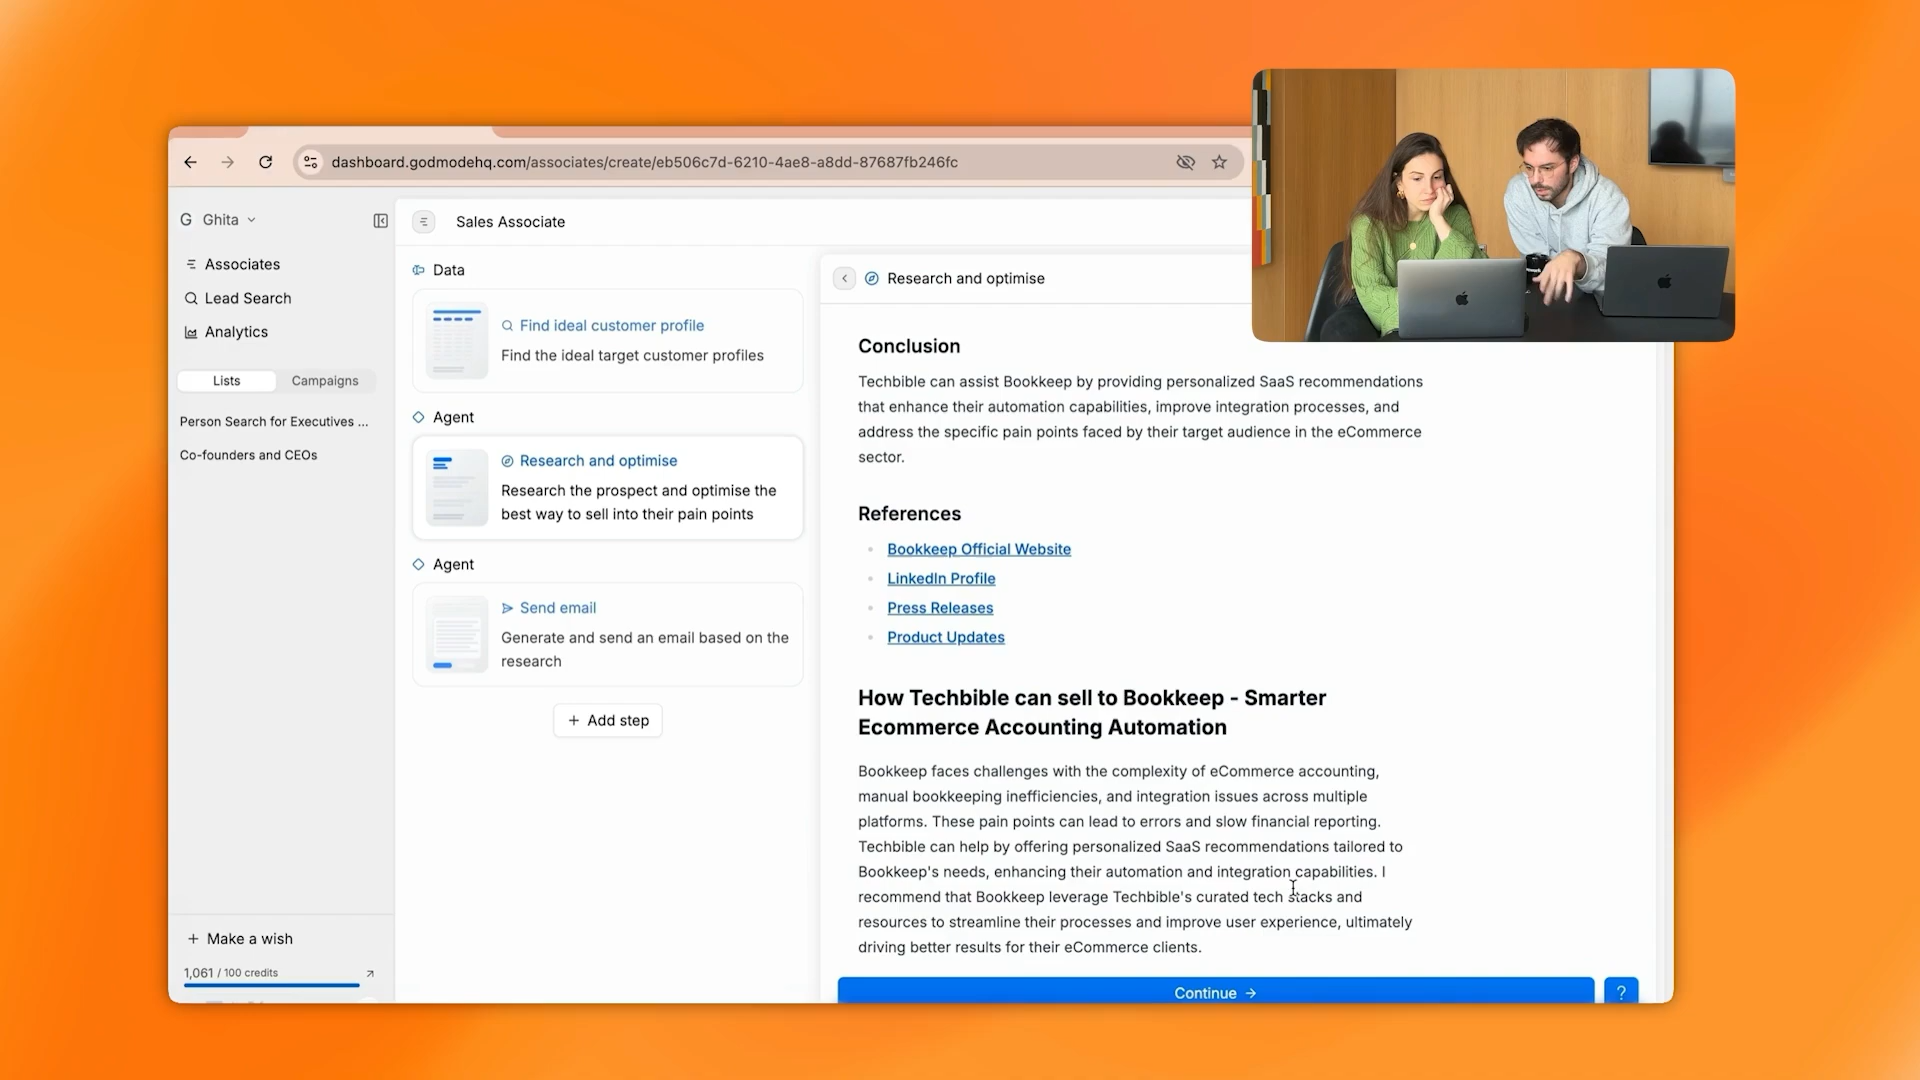 dashboard.godmodehq.com/associates/create/eb506c7d-6210-4ae8-a8dd-87687fb246fc
G Ghita
Associates
Lead Search
Analytics
Lists
Campaigns
Person Search for Executives ...
Co-founders and CEOs
+ Make a wish
1,061 / 100 credits
Sales Associate
Data
Find ideal customer profile
Find the ideal target customer profiles
Agent
Research and optimise
Research the prospect and optimise the
best way to sell into their pain points
Agent
Send email
Generate and send an email based on the
research
+ Add step
Research and optimise
Conclusion
Techbible can assist Bookkeep by providing personalized SaaS recommendations
that enhance their automation capabilities, improve integration processes, and
address the specific pain points faced by their target audience in the eCommerce
sector.
References
Bookkeep Official Website
LinkedIn Profile
Press Releases
Product Updates
How Techbible can sell to Bookkeep - Smarter
Ecommerce Accounting Automation
Bookkeep faces challenges with the complexity of eCommerce accounting,
manual bookkeeping inefficiencies, and integration issues across multiple
platforms. These pain points can lead to errors and slow financial reporting.
Techbible can help by offering personalized SaaS recommendations tailored to
Bookkeep's needs, enhancing their automation and integration capabilities. I
recommend that Bookkeep leverage Techbible's curated tech stacks and
resources to streamline their processes and improve user experience, ultimately
driving better results for their eCommerce clients.
Continue →
?